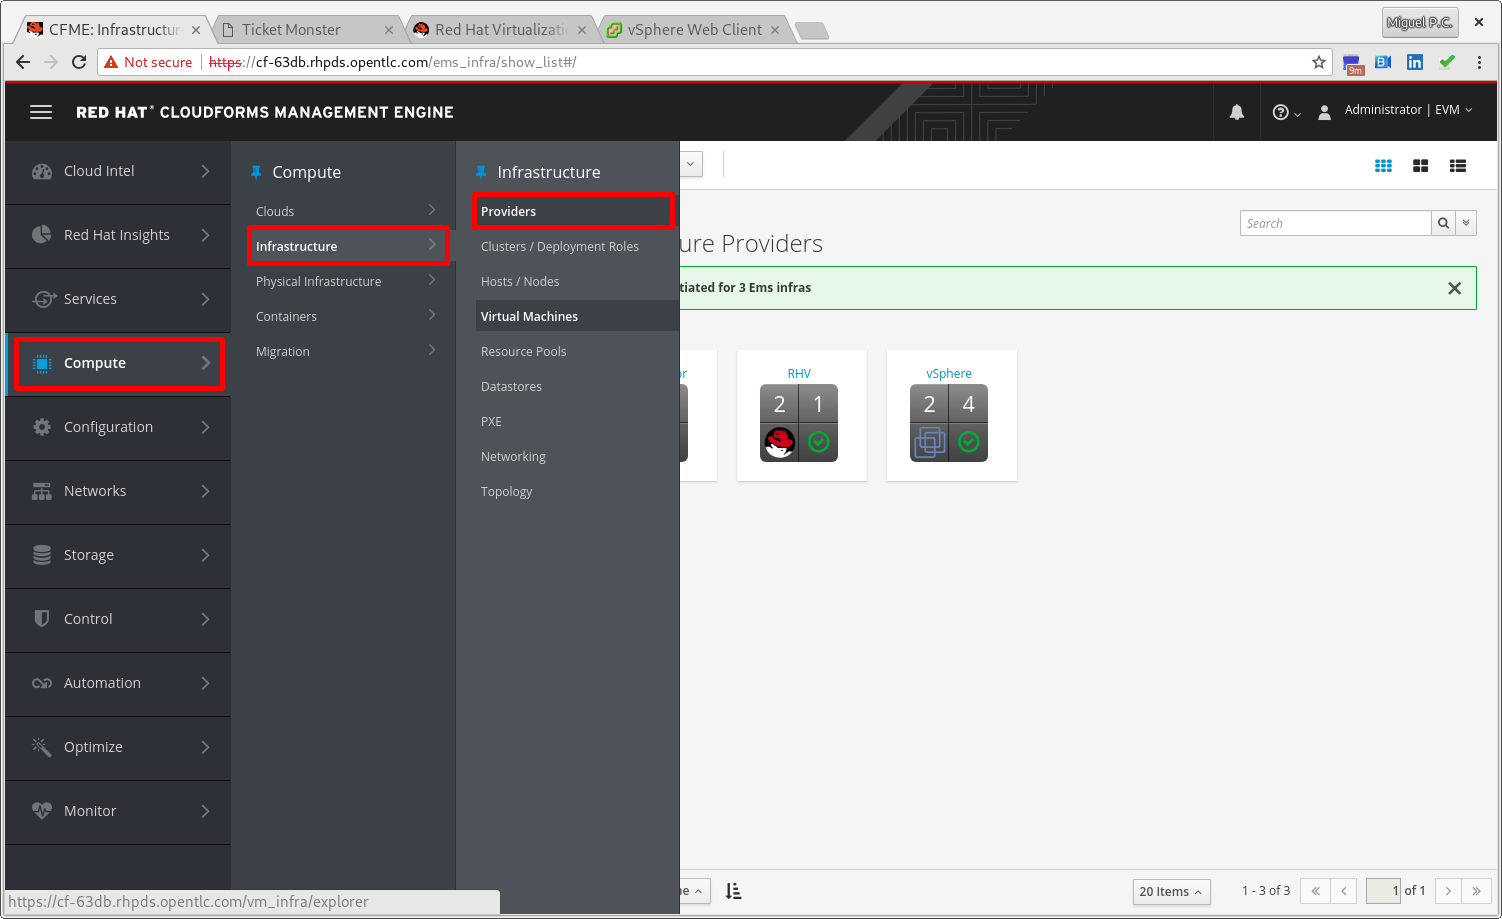 CFME: Infrastructur
Ticket Monster
Red Hat Virtualizati
vSphere Web Client
Miguel P.C.
Not secure
https://cf-63db.rhpds.opentlc.com/ems_infra/show_list#/
9m
RED HAT® CLOUDFORMS MANAGEMENT ENGINE
Administrator | EVM
Cloud Intel
Red Hat Insights
Services
Compute
Configuration
Networks
Storage
Control
Automation
Optimize
Monitor
Compute
Clouds
Infrastructure
Physical Infrastructure
Containers
Migration
Infrastructure
Providers
Clusters / Deployment Roles
Hosts / Nodes
Virtual Machines
Resource Pools
Datastores
PXE
Networking
Topology
Search
ure Providers
tiated for 3 Ems infras
or
RHV
2 1
vSphere
2 4
ne
20 Items
1 - 3 of 3
1 of 1
https://cf-63db.rhpds.opentlc.com/vm_infra/explorer